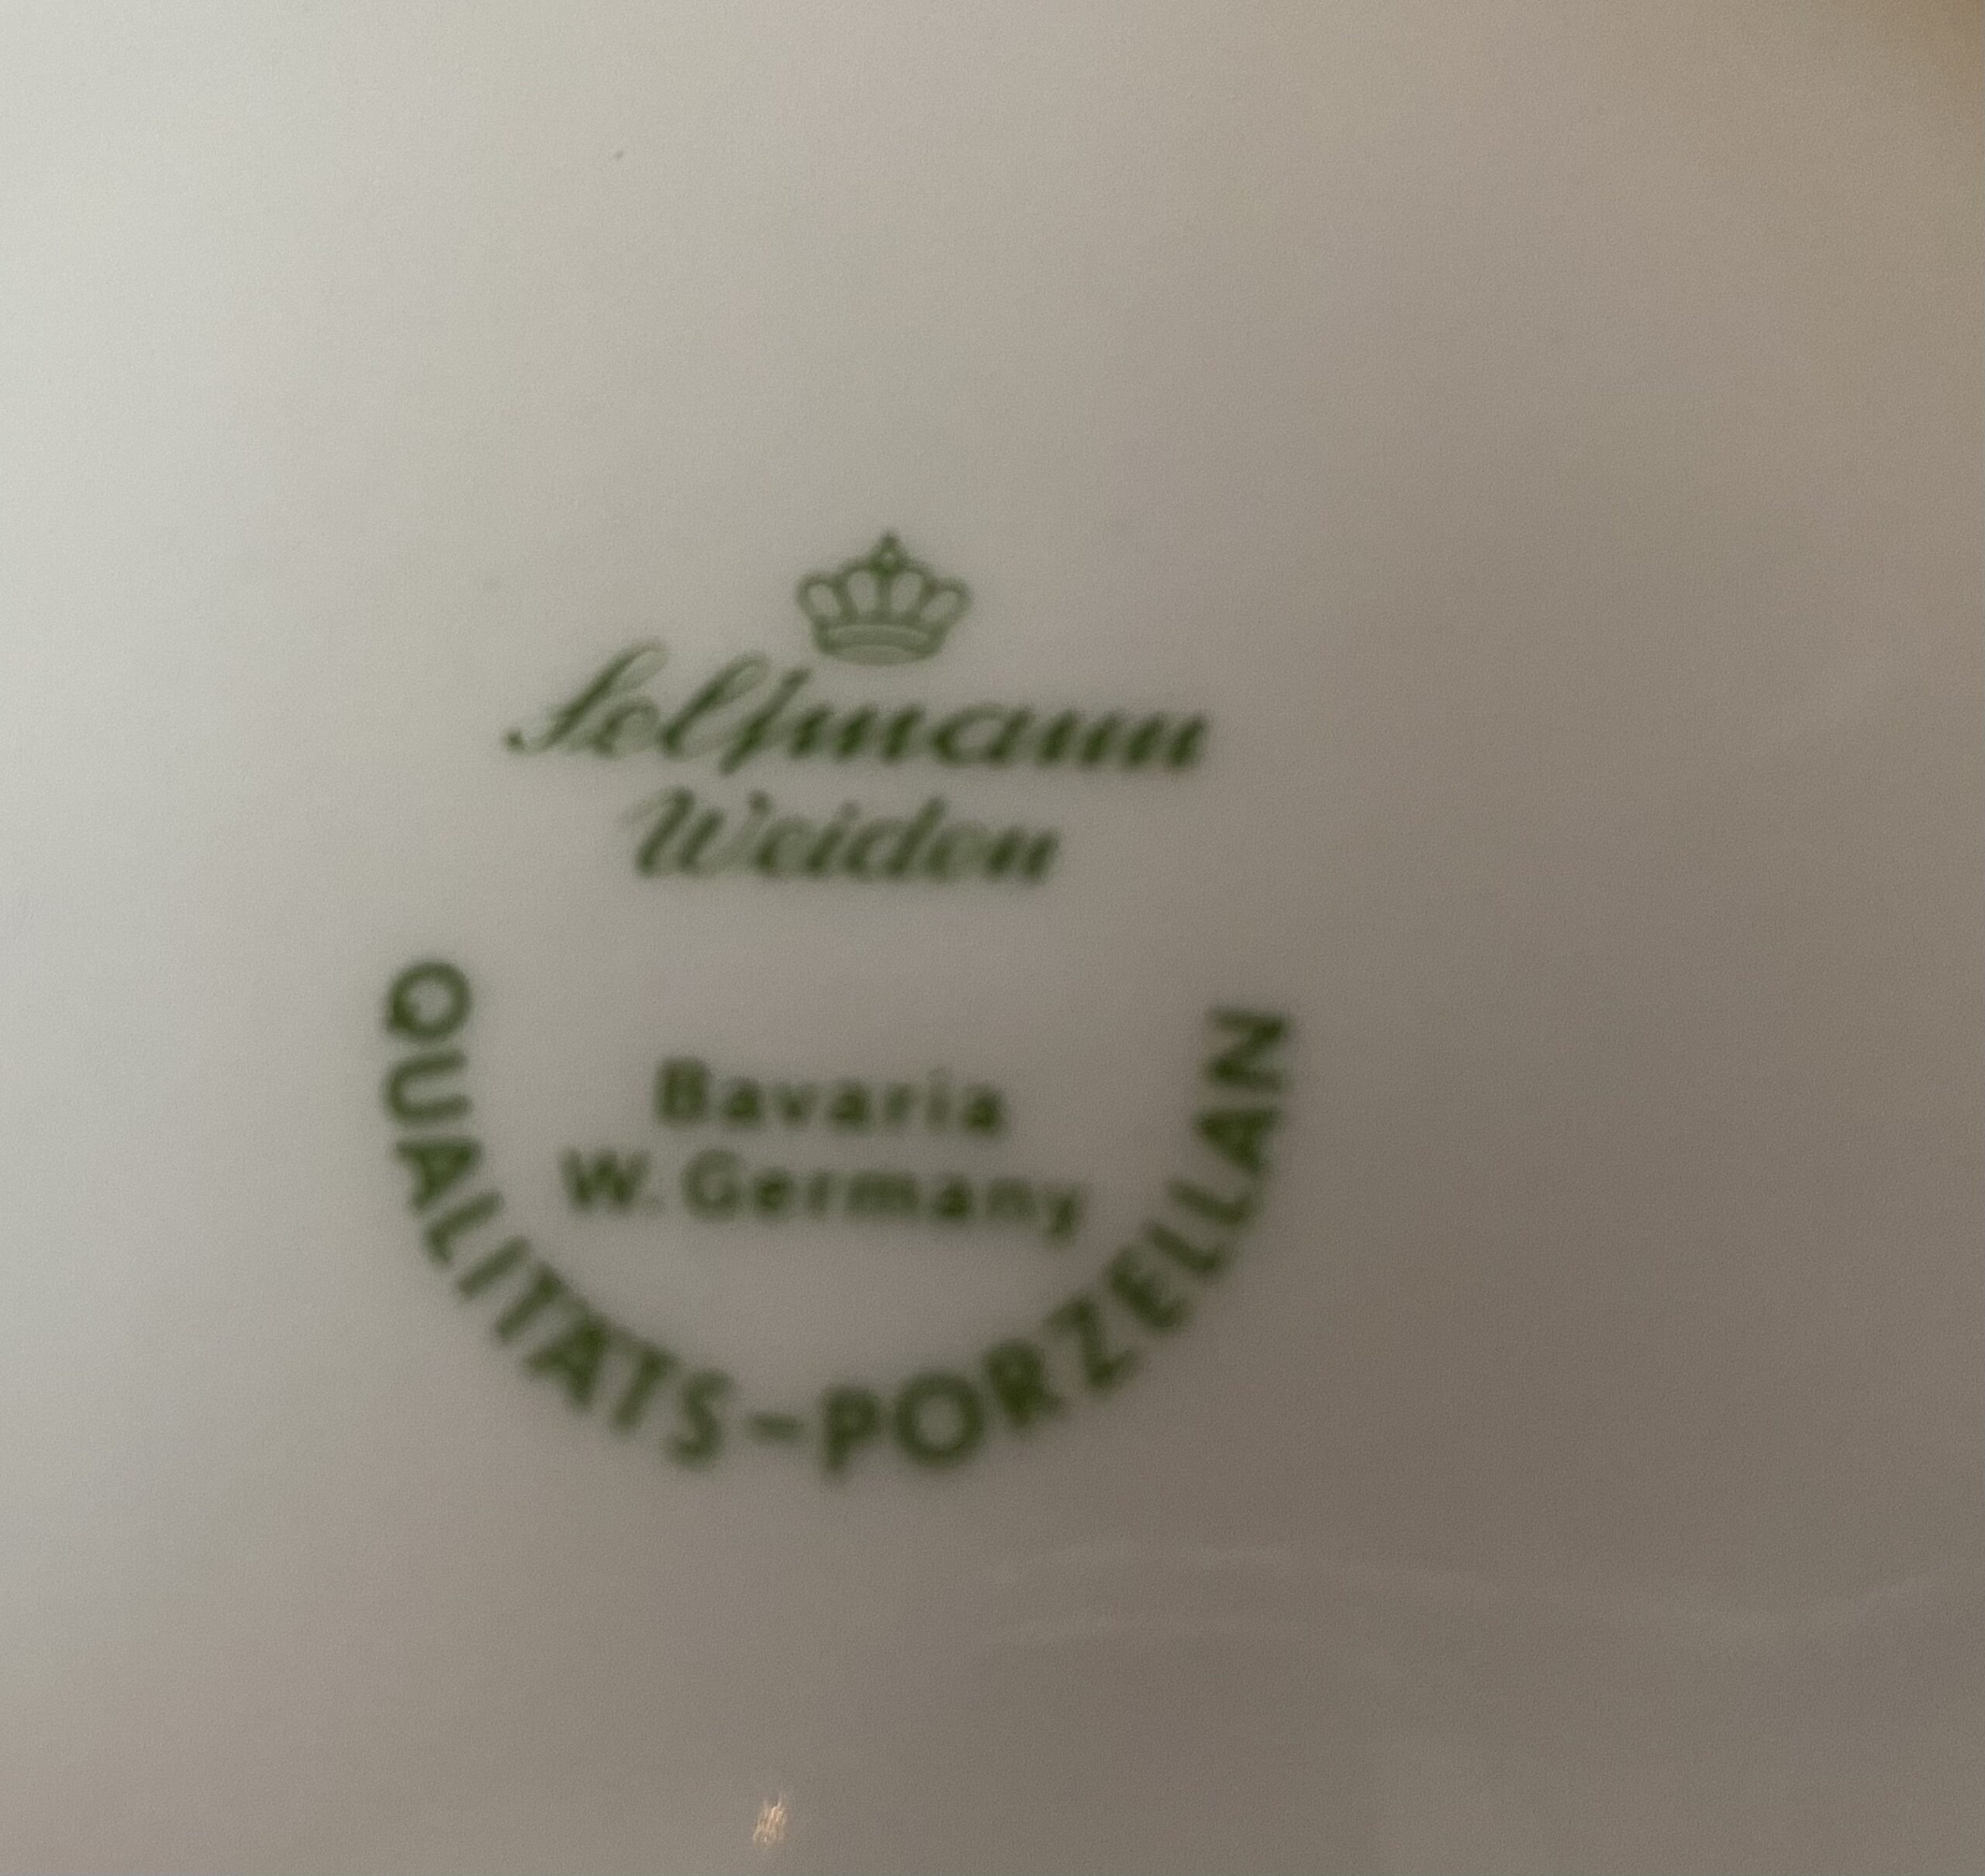 Seltmann
Weiden
Bavaria
W. Germany
QUALITÄTS-PORZELLAN